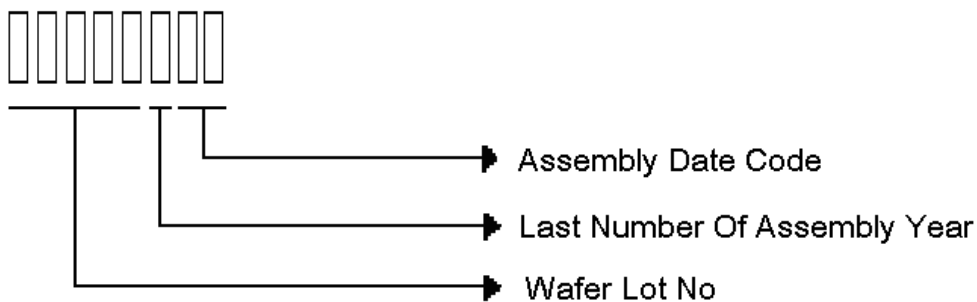 Assembly Date Code
Last Number Of Assembly Year
Wafer Lot No